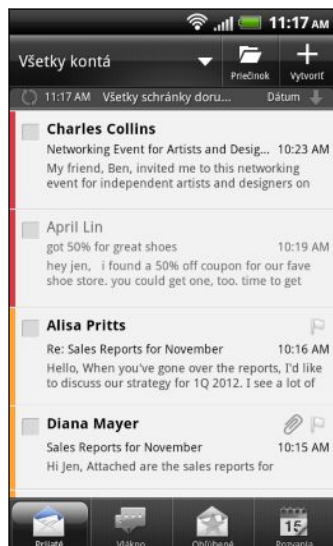 11:17 AM
Všetky kontá
Priečinok
Vytvoriť
11:17 AM Všetky schránky doru... Dátum
Charles Collins
Networking Event for Artists and Desig... 10:23 AM
My friend, Ben, invited me to this networking
event for independent artists and designers on
April Lin
got 50% for great shoes 10:19 AM
hey jen, i found a 50% off coupon for our fave
shoe store. you could get one, too. time to get
Alisa Pritts
Re: Sales Reports for November 10:16 AM
Hello, When you've gone over the reports, I'd like
to discuss our strategy for 1Q 2012. I see a lot of
Diana Mayer
Sales Reports for November 10:15 AM
Hi Jen, Attached are the sales reports for
15
Prijaté
Vlákno
Obľúbené
Pozvania